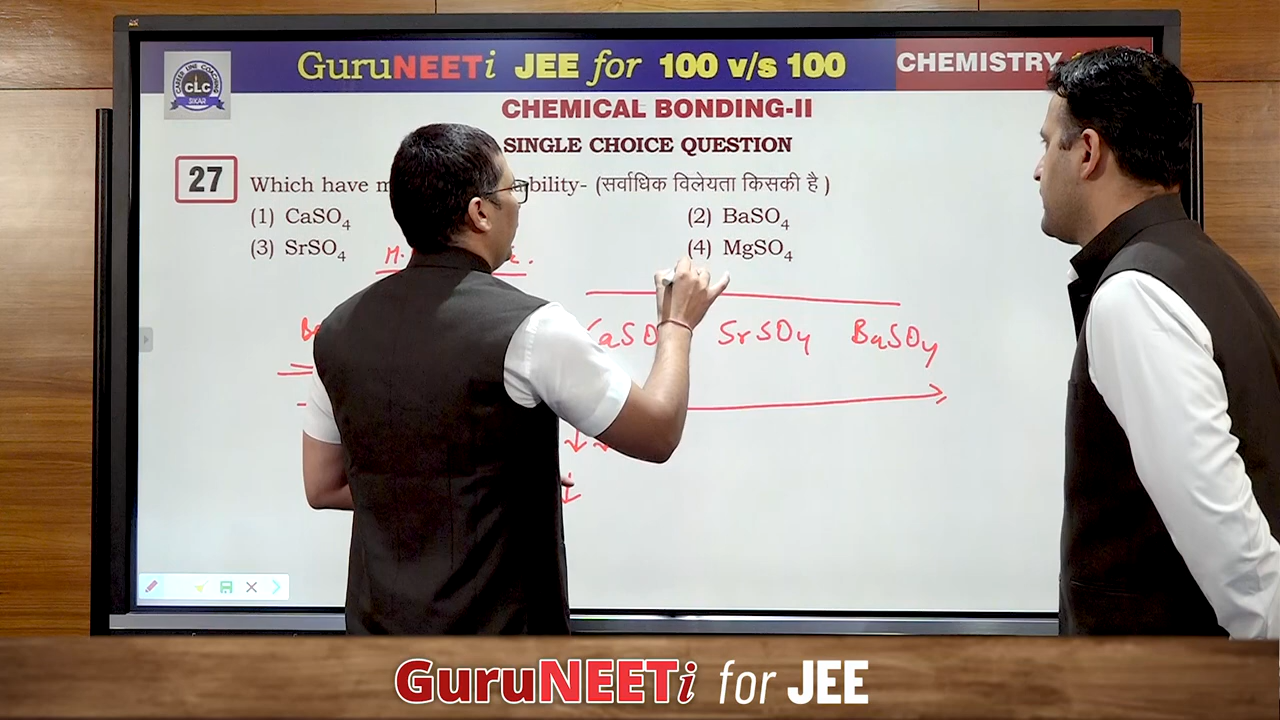 GuruNEETi JEE for 100 v/s 100
CHEMISTRY
CLC
SIKAR
CHEMICAL BONDING-II
SINGLE CHOICE QUESTION
27
Which have bility- (सर्वाधिक विलेयता किसकी है )
(1) CaSO₄
(2) BaSO₄
(3) SrSO₄
(4) MgSO₄
SrSO₄ BaSO₄
GuruNEETi for JEE